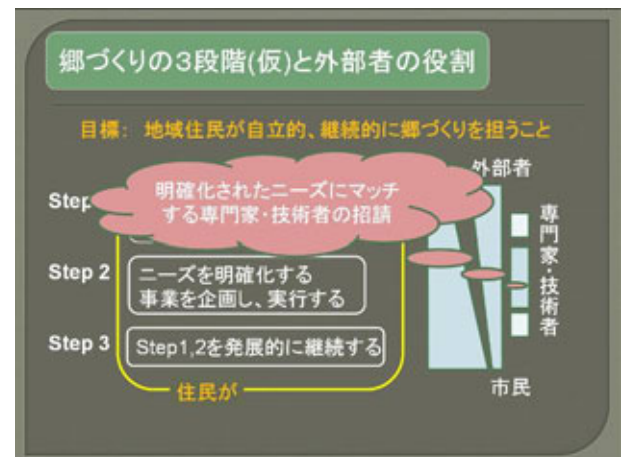 郷づくりの3段階(仮)と外部者の役割
目標: 地域住民が自立的、継続的に郷づくりを担うこと
外部者
明確化されたニーズにマッチ
する専門家・技術者の招請
Step
専門家・技術者
Step 2
ニーズを明確化する
事業を企画し、実行する
Step 3
Step1,2を発展的に継続する
住民が
市民